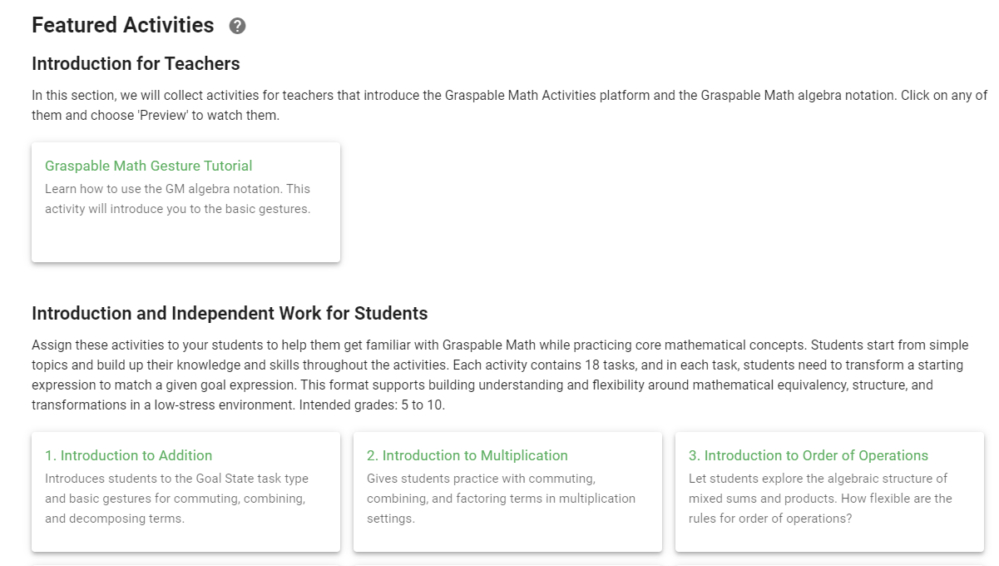 Featured Activities ?
Introduction for Teachers
In this section, we will collect activities for teachers that introduce the Graspable Math Activities platform and the Graspable Math algebra notation. Click on any of
them and choose 'Preview' to watch them.
Graspable Math Gesture Tutorial
Learn how to use the GM algebra notation. This
activity will introduce you to the basic gestures.
Introduction and Independent Work for Students
Assign these activities to your students to help them get familiar with Graspable Math while practicing core mathematical concepts. Students start from simple
topics and build up their knowledge and skills throughout the activities. Each activity contains 18 tasks, and in each task, students need to transform a starting
expression to match a given goal expression. This format supports building understanding and flexibility around mathematical equivalency, structure, and
transformations in a low-stress environment. Intended grades: 5 to 10.
1. Introduction to Addition
Introduces students to the Goal State task type
and basic gestures for commuting, combining,
and decomposing terms.
2. Introduction to Multiplication
Gives students practice with commuting,
combining, and factoring terms in multiplication
settings.
3. Introduction to Order of Operations
Let students explore the algebraic structure of
mixed sums and products. How flexible are the
rules for order of operations?